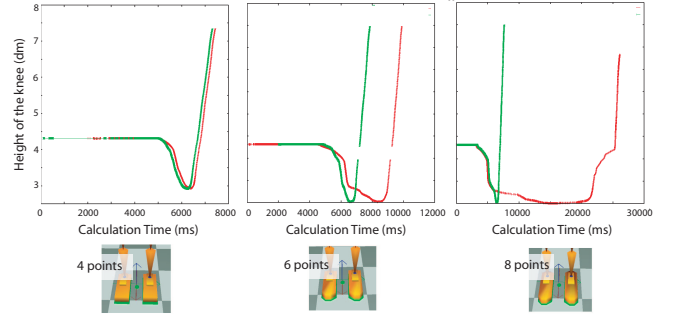 8
7
6
5
4
3
Height of the knee (dm)
0 2000 4000 6000 8000
0 2000 4000 6000 8000 10000 12000
0 10000 20000 30000
Calculation Time (ms)
Calculation Time (ms)
Calculation Time (ms)
4 points
6 points
8 points